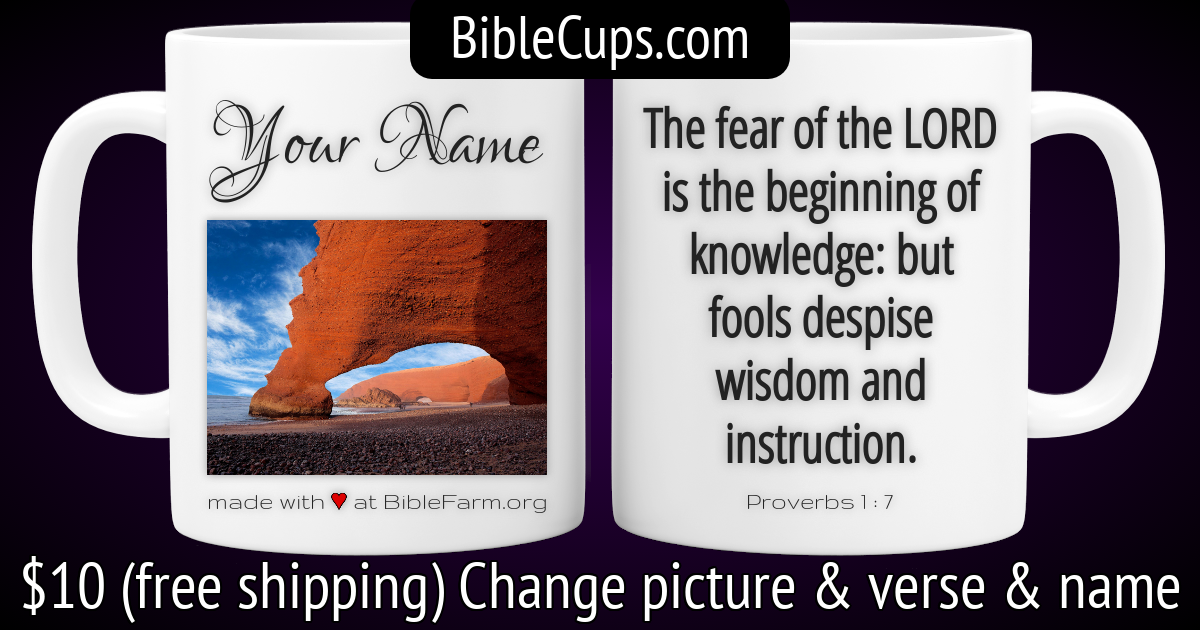 BibleCups.com
Your Name
made with ♥ at BibleFarm.org
The fear of the LORD
is the beginning of
knowledge: but
fools despise
wisdom and
instruction.
Proverbs 1 : 7
$10 (free shipping) Change picture & verse & name